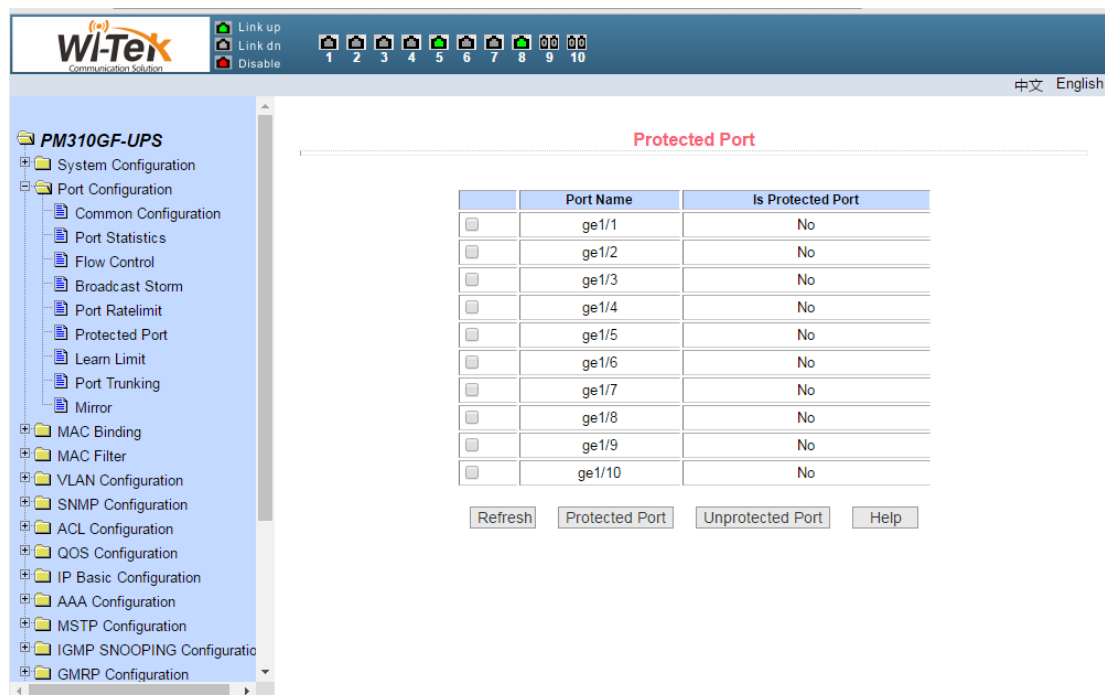 WI-TEK
Communication Solution
Link up
Link dn
Disable
1 2 3 4 5 6 7 8 9 10
中文 English
PM310GF-UPS
System Configuration
Port Configuration
Common Configuration
Port Statistics
Flow Control
Broadcast Storm
Port Ratelimit
Protected Port
Learn Limit
Port Trunking
Mirror
MAC Binding
MAC Filter
VLAN Configuration
SNMP Configuration
ACL Configuration
QOS Configuration
IP Basic Configuration
AAA Configuration
MSTP Configuration
IGMP SNOOPING Configuratio
GMRP Configuration
Protected Port
Port Name Is Protected Port
ge1/1 No
ge1/2 No
ge1/3 No
ge1/4 No
ge1/5 No
ge1/6 No
ge1/7 No
ge1/8 No
ge1/9 No
ge1/10 No
Refresh Protected Port Unprotected Port Help